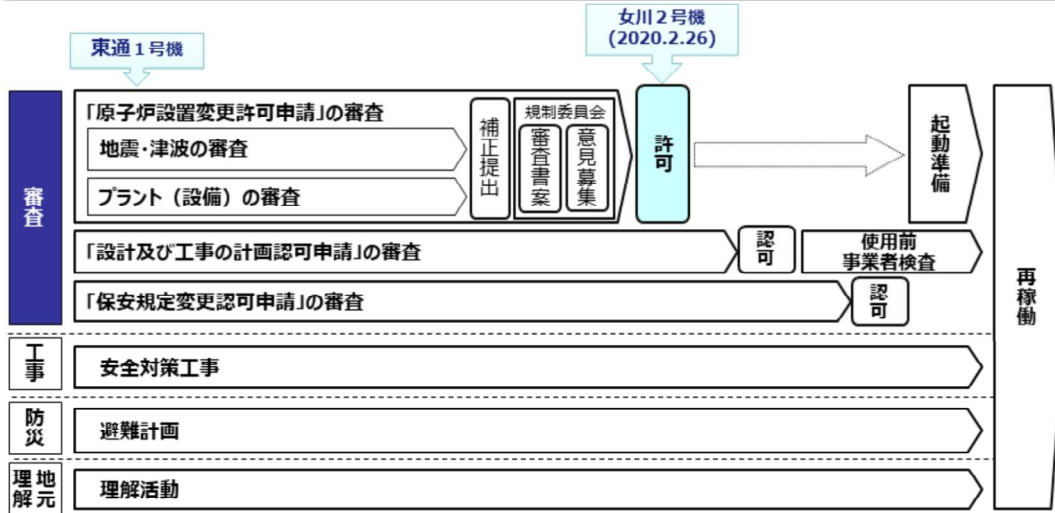 東通１号機
女川２号機
(2020.2.26)
審査
「原子炉設置変更許可申請」の審査
地震・津波の審査
プラント（設備）の審査
補正提出
規制委員会
審査書案
意見募集
許可
起動準備
「設計及び工事の計画認可申請」の審査
認可
使用前
事業者検査
「保安規定変更認可申請」の審査
認可
再稼働
工事
安全対策工事
防災
避難計画
地元
理解
理解活動